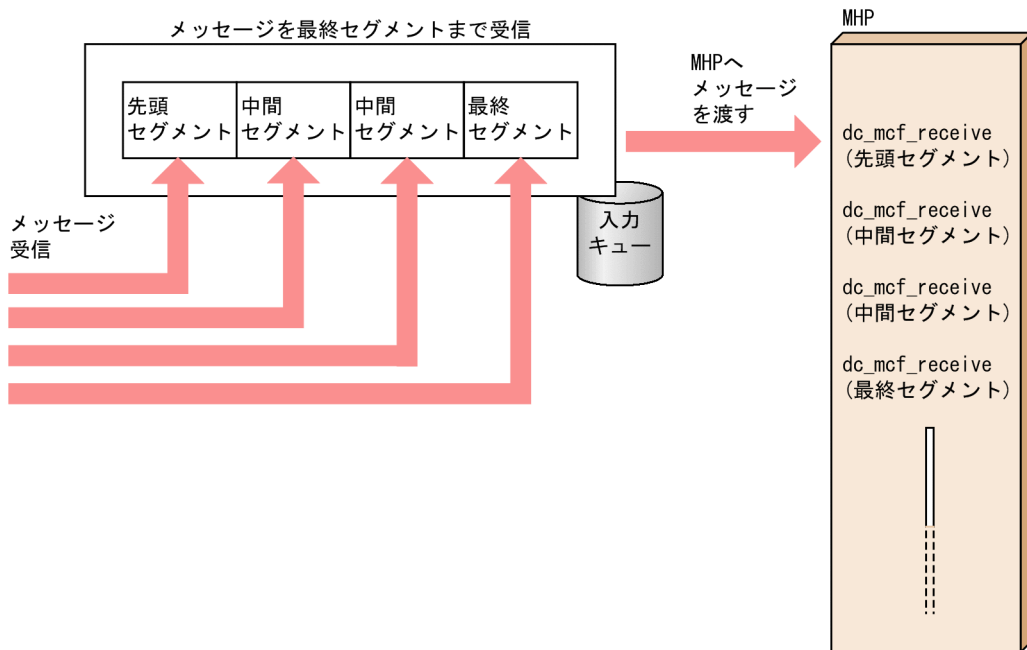 メッセージを最終セグメントまで受信
先頭
セグメント
中間
セグメント
中間
セグメント
最終
セグメント
入力
キュー
メッセージ
受信
MHPへ
メッセージ
を渡す
MHP
dc_mcf_receive
(先頭セグメント)
dc_mcf_receive
(中間セグメント)
dc_mcf_receive
(中間セグメント)
dc_mcf_receive
(最終セグメント)